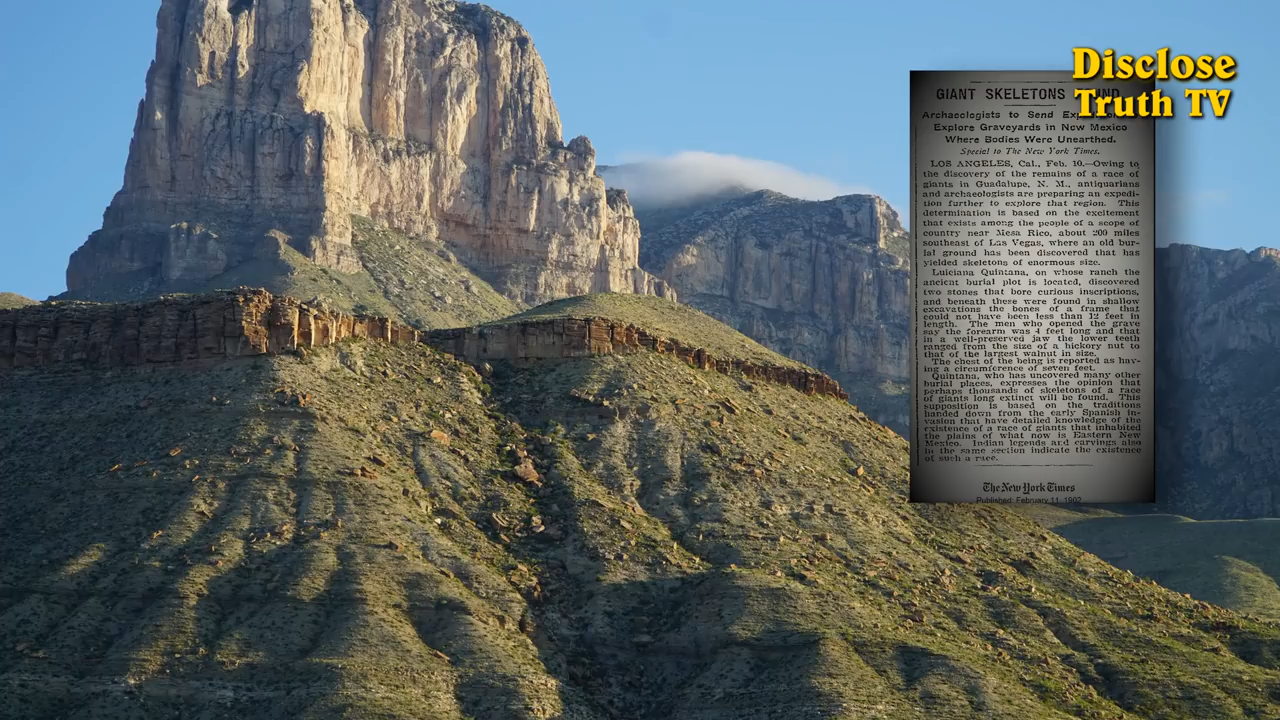 Disclose
Truth TV
GIANT SKELETONS
Archaeologists to Send
Explore Graveyards in New Mexico
Where Bodies Were Unearthed.
Special to The New York Times.
LOS ANGELES, Cal., Feb. 10.—Owing to
the discovery of the remains of a race of
giants in Guadalupe, N. M., antiquarians
and archaeologists are preparing an expedi-
tion further to explore that region. This
determination is based on the excitement
that exists among the people of a scope of
country near Mesa Rico, about 200 miles
southeast of Las Vegas, where an old bur-
ial ground has been discovered that has
yielded skeletons of enormous size.
Luiciana Quintana, on whose ranch the
ancient burial plot is located, discovered
two stones that bore curious inscriptions,
and beneath these were found in shallow
excavations the bones of a frame that
could not have been less than 12 feet in
length. The men who opened the grave
say the forearm was 4 feet long and that
in a well-preserved jaw the lower teeth
ranged from the size of a hickory nut to
that of the largest walnut in size.
The chest of the being is reported as hav-
ing a circumference of seven feet.
Quintana, who has uncovered many other
burial places, expresses the opinion that
perhaps thousands of skeletons of a race
of giants long extinct will be found. This
supposition is based on the traditions
handed down from the early Spanish in-
vasion that have detailed knowledge of the
existence of a race of giants that inhabited
the plains of what now is Eastern New
Mexico. Indian legends and carvings also
in the same section indicate the existence
of such a race.
The New York Times
Published: February 11, 1902